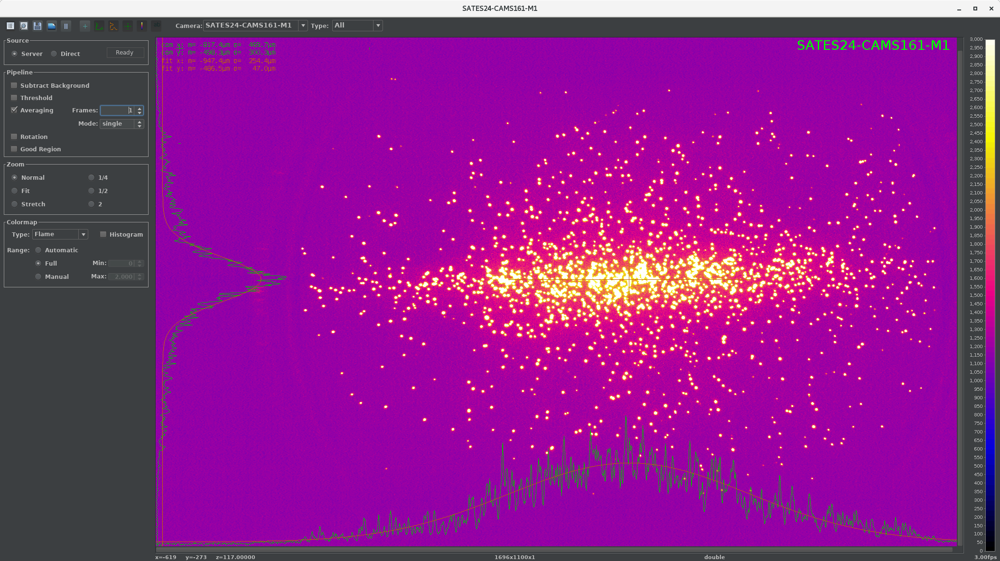 SATES24-CAMS161-M1
Camera: SATES24-CAMS161-M1 Type: All
Source
Server Direct Ready
Pipeline
Subtract Background
Threshold
Averaging Frames: 1
Mode: single
Rotation
Good Region
Zoom
Normal 1/4
Fit 1/2
Stretch 2
Colormap
Type: Flame Histogram
Range: Automatic
Full Min: 0
Manual Max: 2.000
com x: m= -817.4µm σ= 469.7µm
com y: m= -498.3µm σ= 300.3µm
fit x: m= -947.4µm σ= 254.4µm
fit y: m= -486.5µm σ= 47.0µm
SATES24-CAMS161-M1
3,000
2,950
2,900
2,850
2,800
2,750
2,700
2,650
2,600
2,550
2,500
2,450
2,400
2,350
2,300
2,250
2,200
2,150
2,100
2,050
2,000
1,950
1,900
1,850
1,800
1,750
1,700
1,650
1,600
1,550
1,500
1,450
1,400
1,350
1,300
1,250
1,200
1,150
1,100
1,050
1,000
950
900
850
800
750
700
650
600
550
500
450
400
350
300
250
200
150
100
50
0
x=-619 y=-273 z=117.00000 1696x1100x1 double 3.00fps